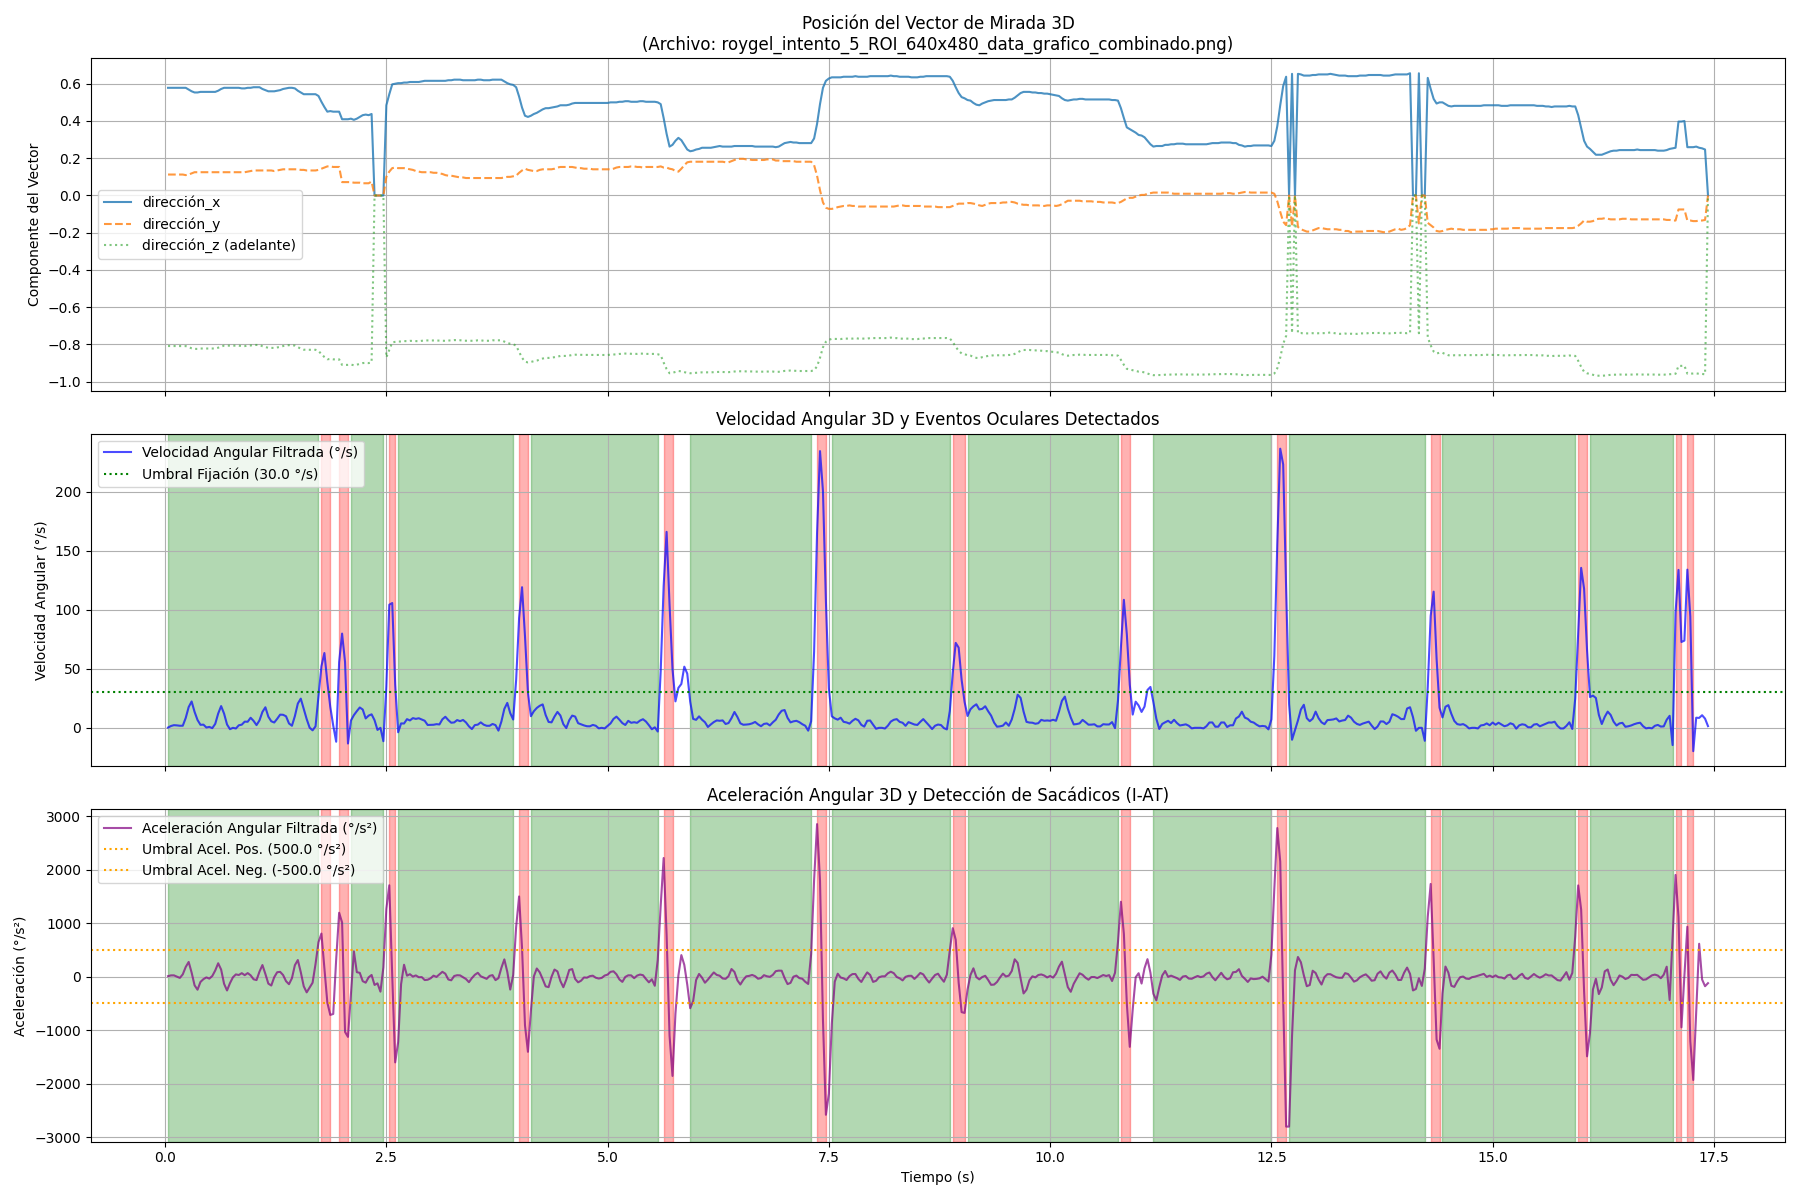 Posición del Vector de Mirada 3D
(Archivo: roygel_intento_5_ROI_640x480_data_grafico_combinado.png)
Componente del Vector
0.6
0.4
0.2
0.0
−0.2
−0.4
−0.6
−0.8
−1.0
dirección_x
dirección_y
dirección_z (adelante)
Velocidad Angular 3D y Eventos Oculares Detectados
Velocidad Angular (°/s)
200
150
100
50
0
Velocidad Angular Filtrada (°/s)
Umbral Fijación (30.0 °/s)
Aceleración Angular 3D y Detección de Sacádicos (I-AT)
Aceleración (°/s²)
3000
2000
1000
0
−1000
−2000
−3000
Aceleración Angular Filtrada (°/s²)
Umbral Acel. Pos. (500.0 °/s²)
Umbral Acel. Neg. (-500.0 °/s²)
0.0 2.5 5.0 7.5 10.0 12.5 15.0 17.5
Tiempo (s)